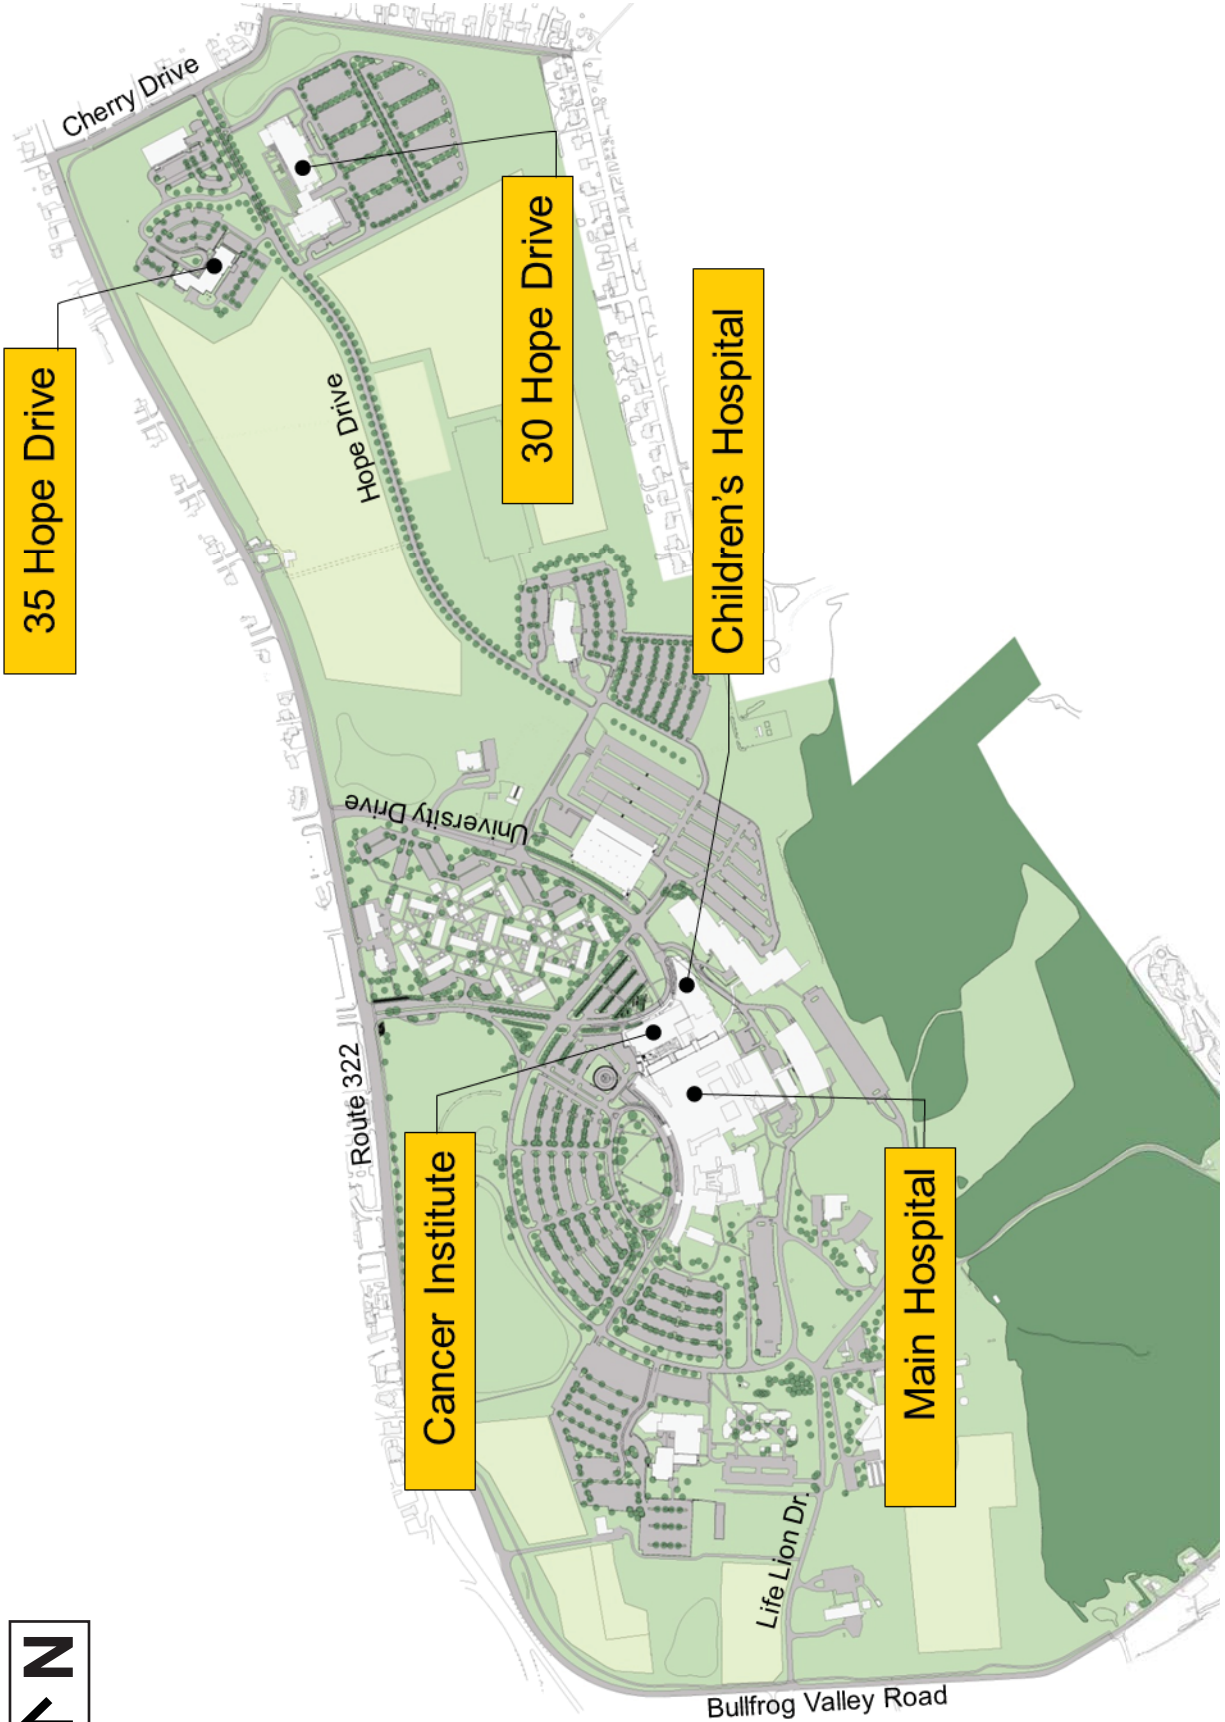 Cherry Drive
35 Hope Drive
30 Hope Drive
Hope Drive
Children's Hospital
University Drive
Route 322
Cancer Institute
Main Hospital
Life Lion Dr.
Bullfrog Valley Road
N